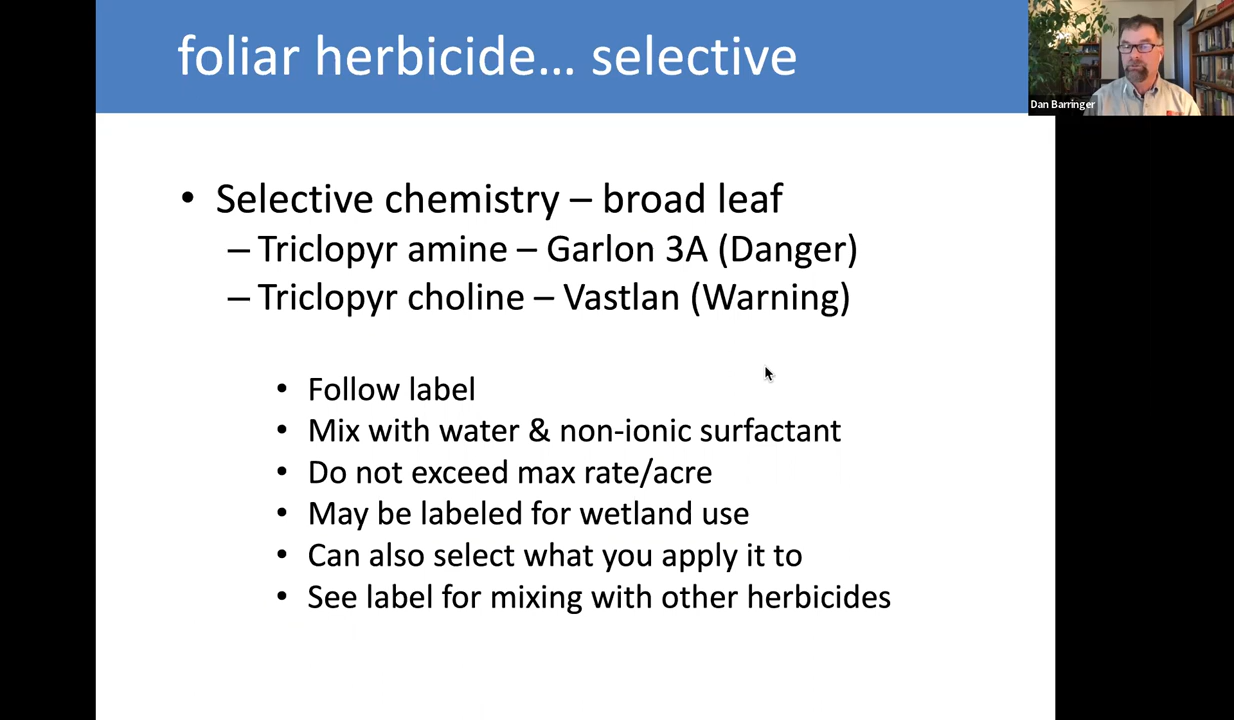 foliar herbicide… selective
Dan Barringer
• Selective chemistry – broad leaf
– Triclopyr amine – Garlon 3A (Danger)
– Triclopyr choline – Vastlan (Warning)
• Follow label
• Mix with water & non-ionic surfactant
• Do not exceed max rate/acre
• May be labeled for wetland use
• Can also select what you apply it to
• See label for mixing with other herbicides